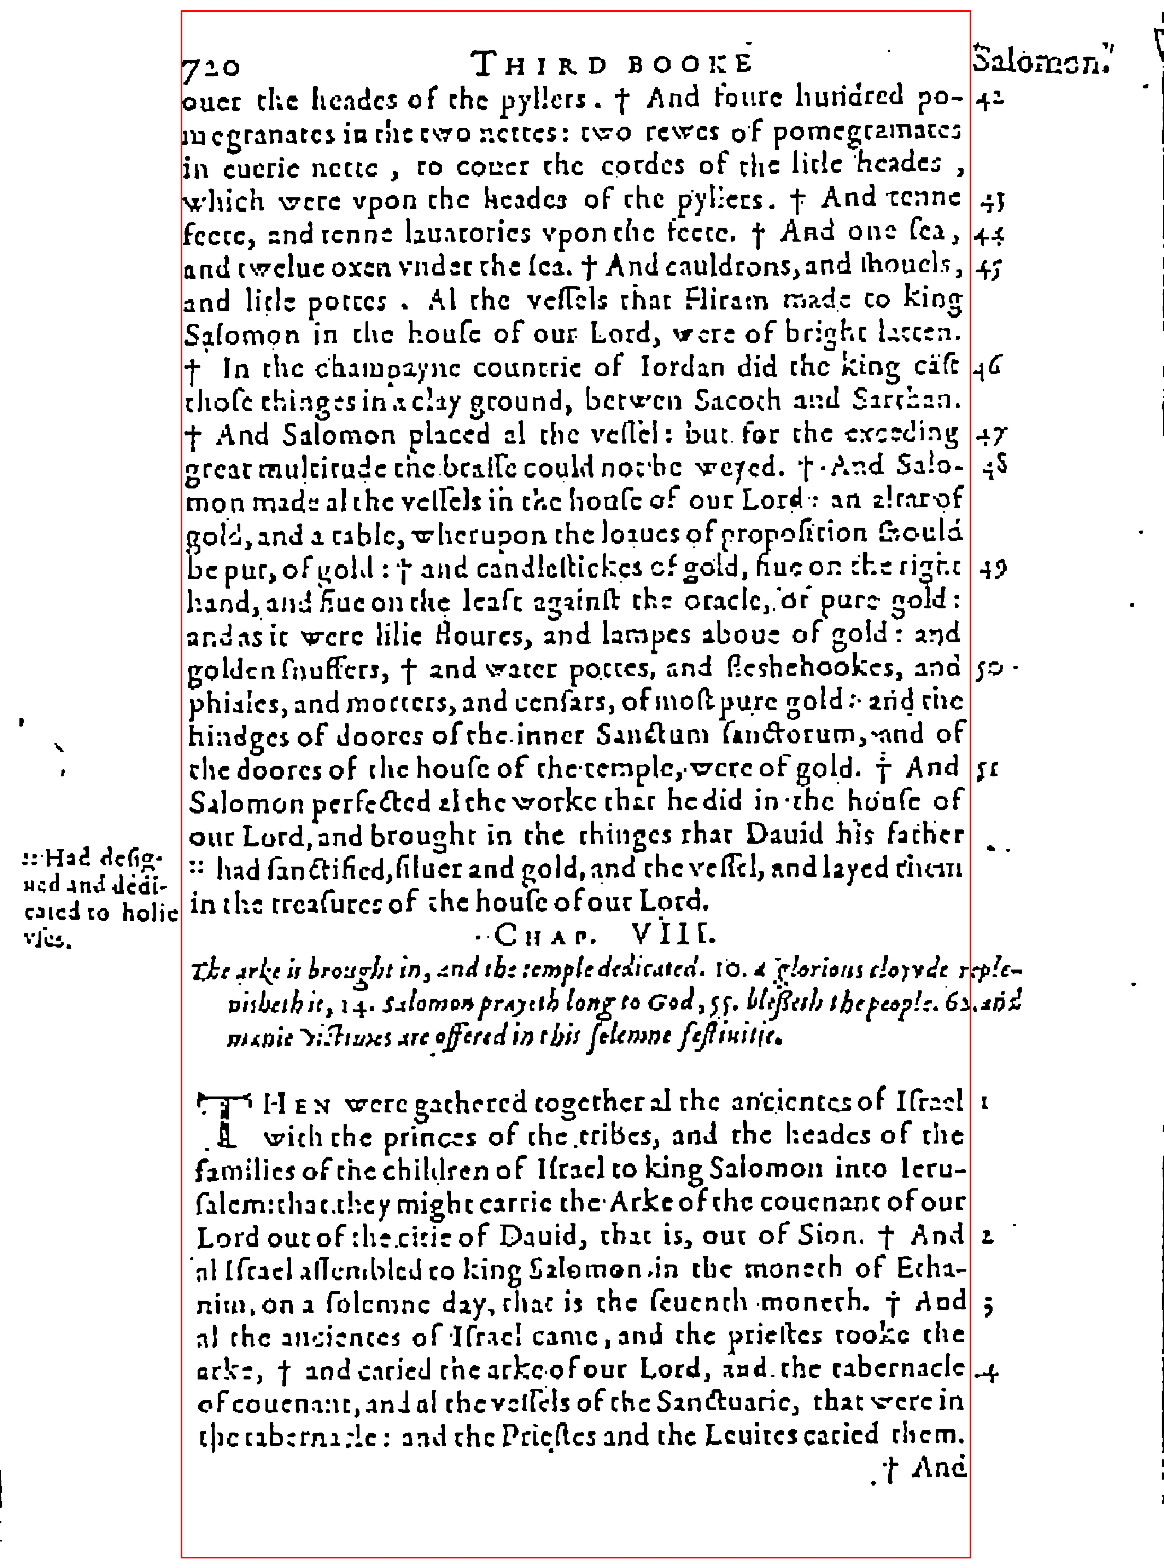 720 THIRD BOOKE Salomon.
ouer the heades of the pyllers. † And foure hundred po- 42
megranates in the two nettes: two rewes of pomegranates
in euerie nette, to couer the cordes of the litle heades,
which were vpon the heades of the pyllers. † And tenne 43
feete, and tenne lauatories vpon the feete. † And one sea, 44
and twelue oxen vnder the sea. † And cauldrons, and shouels, 45
and litle pottes. Al the vessels that Hiram made to king
Salomon in the house of our Lord, were of bright latten.
† In the champayne countrie of Iordan did the king cast 46
those thinges in a clay ground, betwen Sacoth and Sarthan.
† And Salomon placed al the vessel: but for the exceeding 47
great multitude the brasse could not be weyed. † And Salo- 48
mon made al the vessels in the house of our Lord: an altar of
gold, and a table, wherupon the loaues of proposition should
be put, of gold: † and candlestickes of gold, fiue on the right 49
hand, and fiue on the least against the oracle, of pure gold:
and as it were lilie floures, and lampes aboue of gold: and
golden snuffers, † and water pottes, and fleshehookes, and 50
phiales, and morters, and censars, of most pure gold: and the
hindges of doores of the inner Sanctum sanctorum, and of
the doores of the house of the temple, were of gold. † And 51
Salomon perfected al the worke that he did in the house of
our Lord, and brought in the thinges that Dauid his father
:: had sanctified, siluer and gold, and the vessel, and layed them
in the treasures of the house of our Lord.
:: Had desig-
ned and dedi-
cated to holie
vses.
CHAP. VIII.
The arke is brought in, and the temple dedicated. 10. a glorious clowde reple-
nisheth it, 14. Salomon prayeth long to God, 55. blesseth the people. 62. and
manie victimes are offered in this solemne festiuitie.
THEN were gathered together al the ancientes of Israel 1
with the princes of the tribes, and the heades of the
families of the children of Israel to king Salomon into Ieru-
salem: that they might carrie the Arke of the couenant of our
Lord out of the citie of Dauid, that is, out of Sion. † And 2
al Israel assembled to king Salomon in the moneth of Etha-
nim, on a solemne day, that is the seuenth moneth. † And 3
al the ancientes of Israel came, and the priestes tooke the
arke, † and caried the arke of our Lord, and the tabernacle 4
of couenant, and al the vessels of the Sanctuarie, that were in
the tabernacle: and the Priestes and the Leuites caried them.
† And